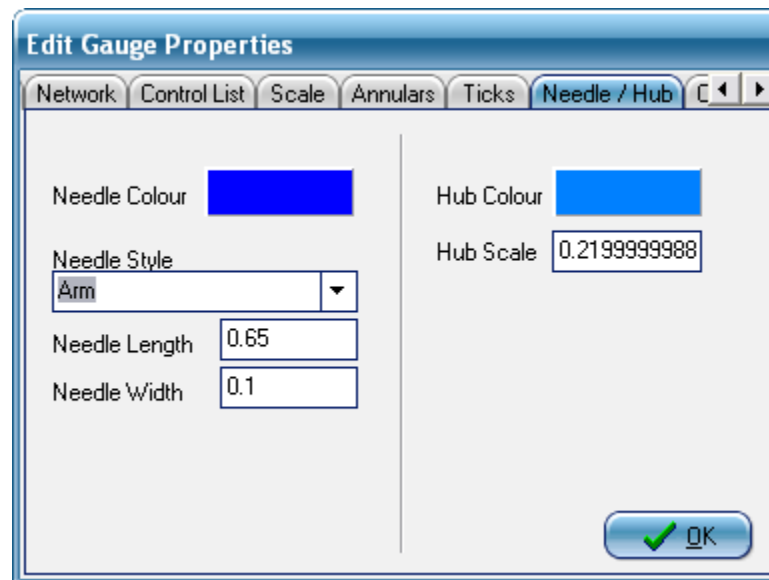 Edit Gauge Properties
Network Control List Scale Annulars Ticks Needle / Hub
Needle Colour
Needle Style
Arm
Needle Length 0.65
Needle Width 0.1
Hub Colour
Hub Scale 0.2199999988
OK